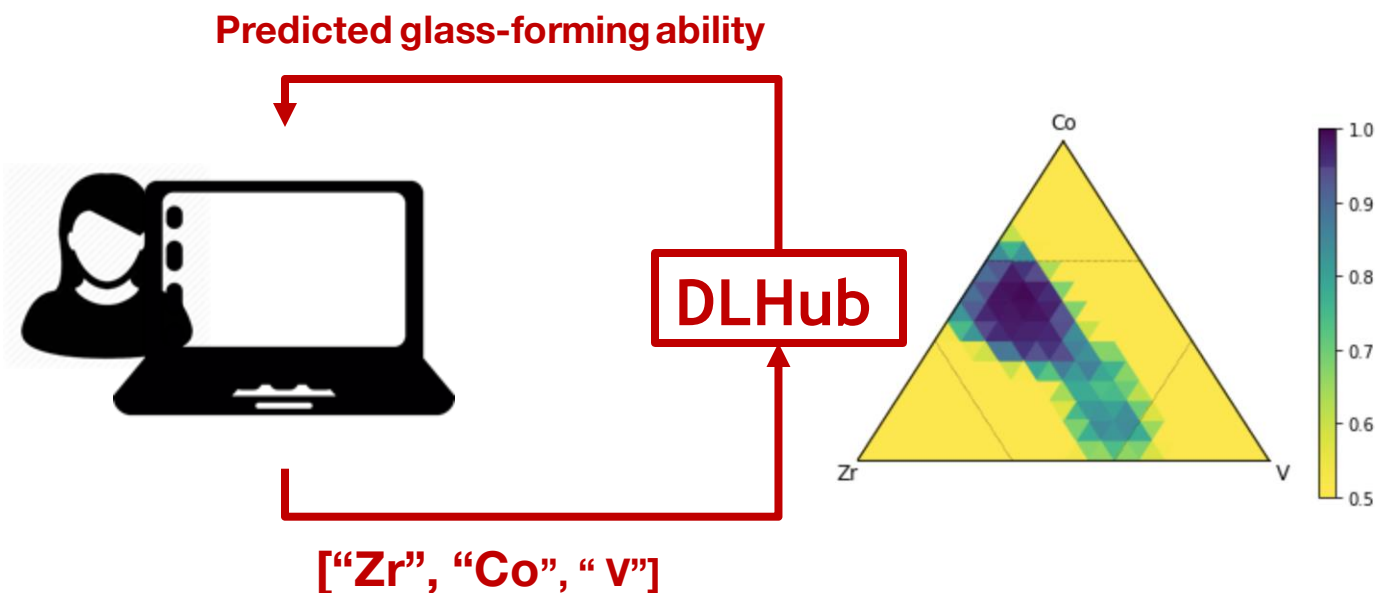 Predicted glass-forming ability
DLHub
["Zr", "Co", " V"]
Co
Zr
V
1.0
0.9
0.8
0.7
0.6
0.5